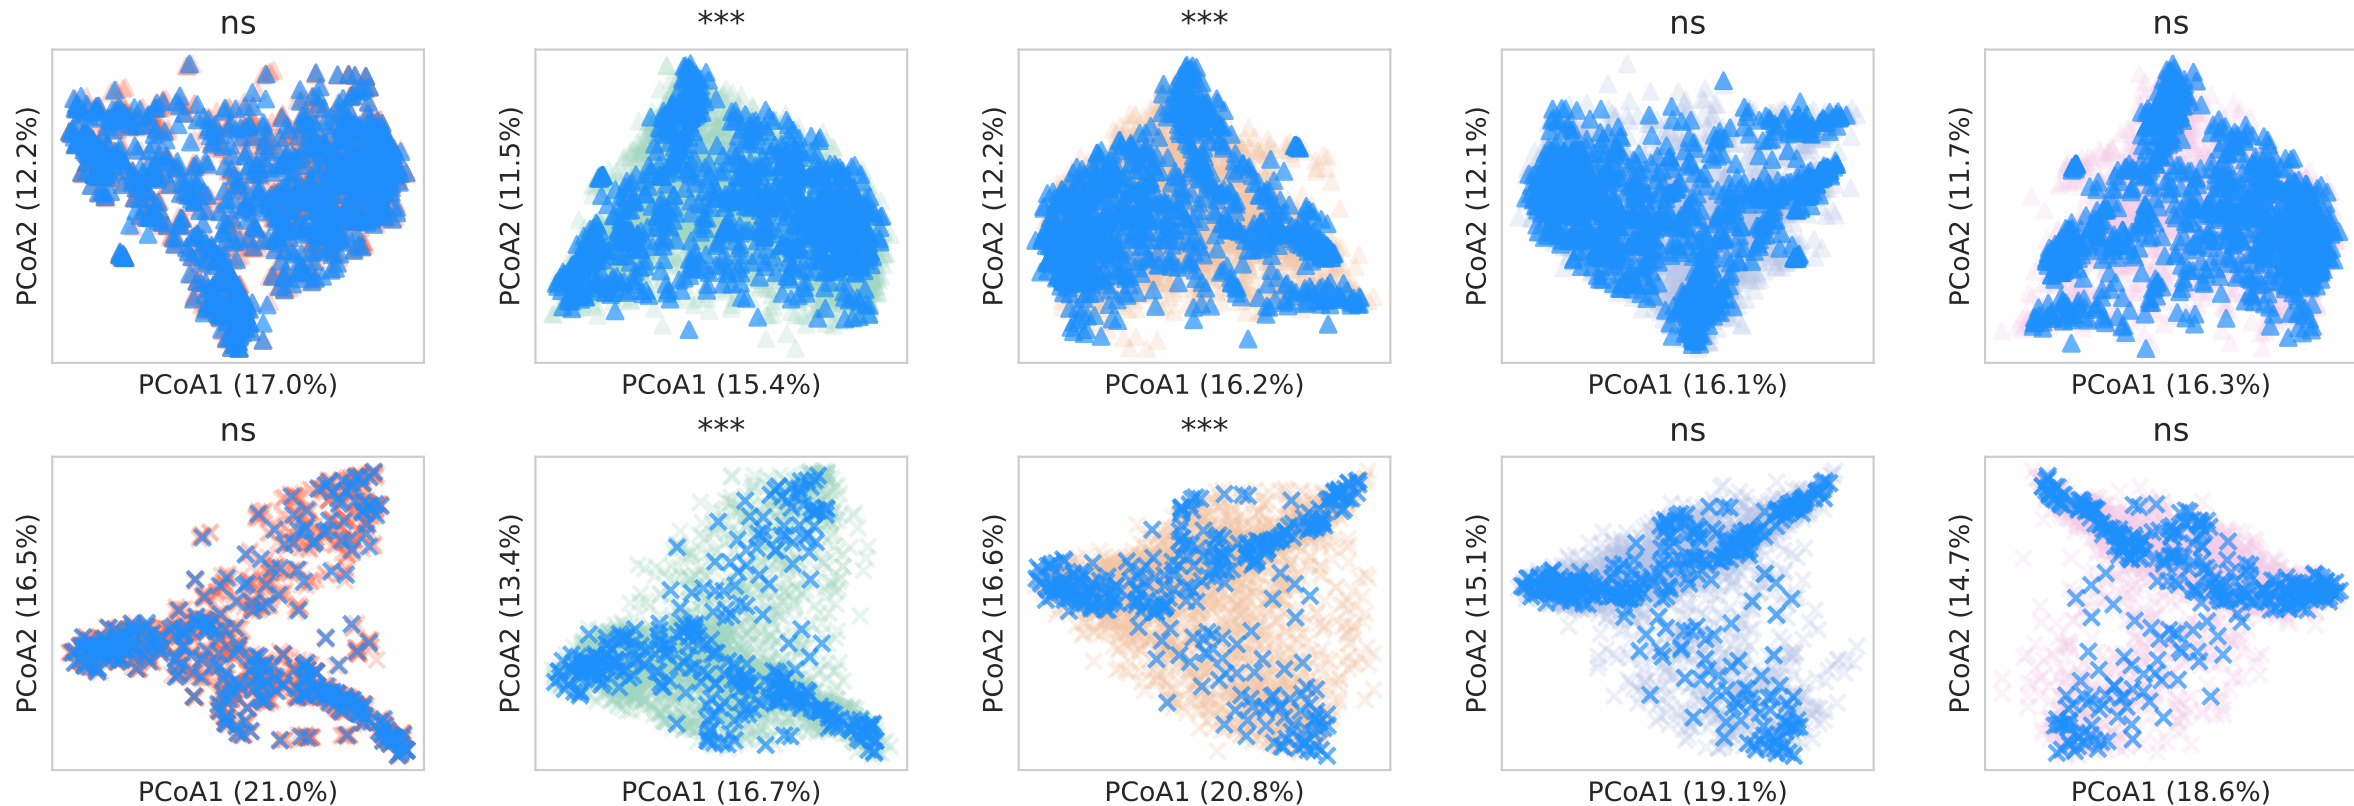 ns
***
***
ns
ns
PCoA2 (12.2%)
PCoA2 (11.5%)
PCoA2 (12.2%)
PCoA2 (12.1%)
PCoA2 (11.7%)
PCoA1 (17.0%)
PCoA1 (15.4%)
PCoA1 (16.2%)
PCoA1 (16.1%)
PCoA1 (16.3%)
ns
***
***
ns
ns
PCoA2 (16.5%)
PCoA2 (13.4%)
PCoA2 (16.6%)
PCoA2 (15.1%)
PCoA2 (14.7%)
PCoA1 (21.0%)
PCoA1 (16.7%)
PCoA1 (20.8%)
PCoA1 (19.1%)
PCoA1 (18.6%)